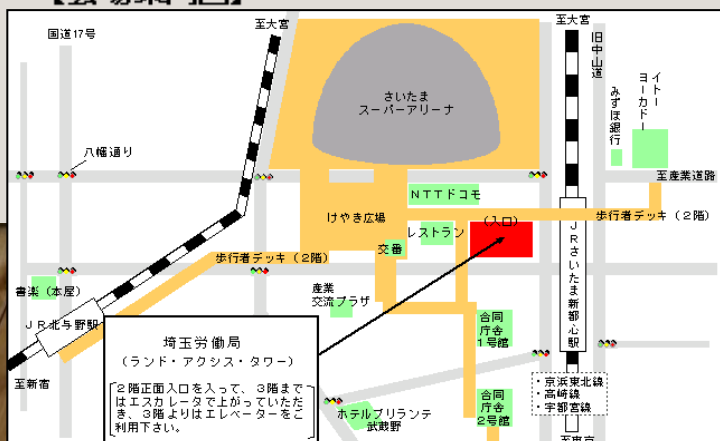 【会場案内図】
至大宮
至大宮
国道17号
旧中山道
イトーヨーカドー
みずほ銀行
さいたま
スーパーアリーナ
八幡通り
至産業道路
NTTドコモ
けやき広場
(入口)
歩行者デッキ(2階)
レストラン
交番
歩行者デッキ(2階)
JRさいたま新都心駅
書楽(本屋)
産業
交流プラザ
JR北与野駅
合同
庁舎
1号館
埼玉労働局
(ランド・アクシス・タワー)
2階正面入口を入って、3階まで
はエスカレータで上がっていただ
き、3階よりはエレベーターをご
利用下さい。
至新宿
・京浜東北線
・高崎線
・宇都宮線
合同
庁舎
2号館
ホテルブリランテ
武蔵野
至東京